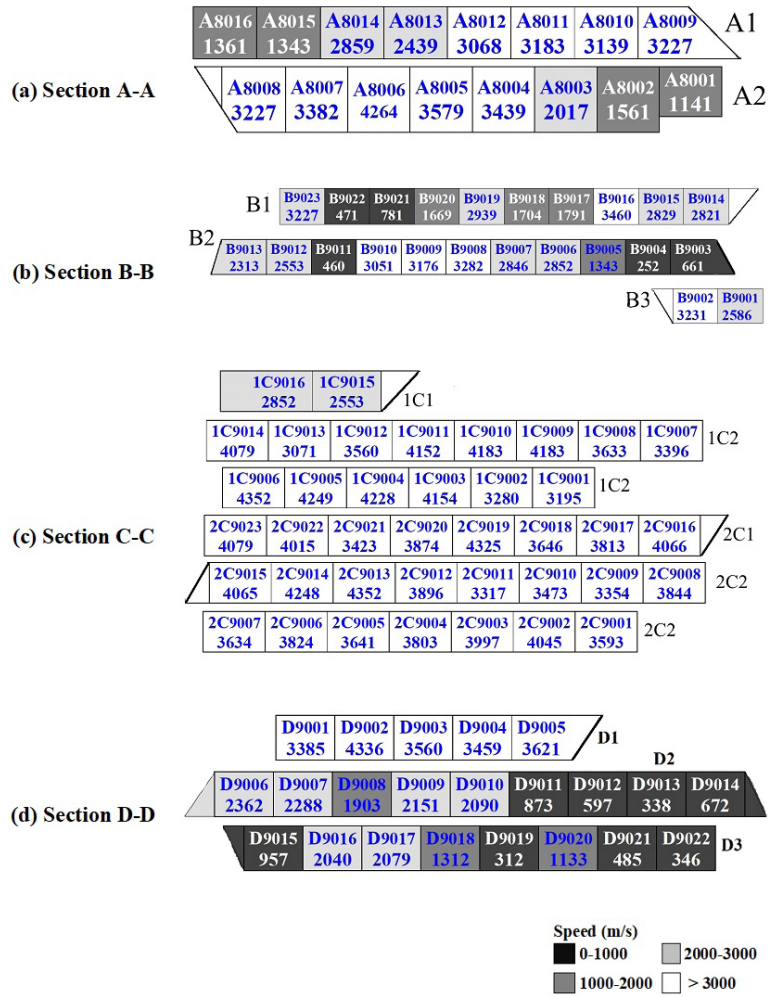 A8016 A8015 A8014 A8013 A8012 A8011 A8010 A8009 A1
1361 1343 2859 2439 3068 3183 3139 3227
(a) Section A-A
A8008 A8007 A8006 A8005 A8004 A8003 A8002 A8001 A2
3227 3382 4264 3579 3439 2017 1561 1141
B1 B9023 B9022 B9021 B9020 B9019 B9018 B9017 B9016 B9015 B9014
3227 471 781 1669 2939 1704 1791 3460 2829 2821
B2 B9013 B9012 B9011 B9010 B9009 B9008 B9007 B9006 B9005 B9004 B9003
2313 2553 460 3051 3176 3282 2846 2852 1343 252 661
(b) Section B-B
B3 B9002 B9001
3231 2586
1C9016 1C9015 1C1
2852 2553
1C9014 1C9013 1C9012 1C9011 1C9010 1C9009 1C9008 1C9007 1C2
4079 3071 3560 4152 4183 4183 3633 3396
1C9006 1C9005 1C9004 1C9003 1C9002 1C9001 1C2
4352 4249 4228 4154 3280 3195
(c) Section C-C
2C9023 2C9022 2C9021 2C9020 2C9019 2C9018 2C9017 2C9016 2C1
4079 4015 3423 3874 4325 3646 3813 4066
2C9015 2C9014 2C9013 2C9012 2C9011 2C9010 2C9009 2C9008 2C2
4065 4248 4352 3896 3317 3473 3354 3844
2C9007 2C9006 2C9005 2C9004 2C9003 2C9002 2C9001 2C2
3634 3824 3641 3803 3997 4045 3593
D9001 D9002 D9003 D9004 D9005 D1
3385 4336 3560 3459 3621
D2
D9006 D9007 D9008 D9009 D9010 D9011 D9012 D9013 D9014
2362 2288 1903 2151 2090 873 597 338 672
(d) Section D-D
D9015 D9016 D9017 D9018 D9019 D9020 D9021 D9022 D3
957 2040 2079 1312 312 1133 485 346
Speed (m/s)
0-1000 2000-3000
1000-2000 > 3000